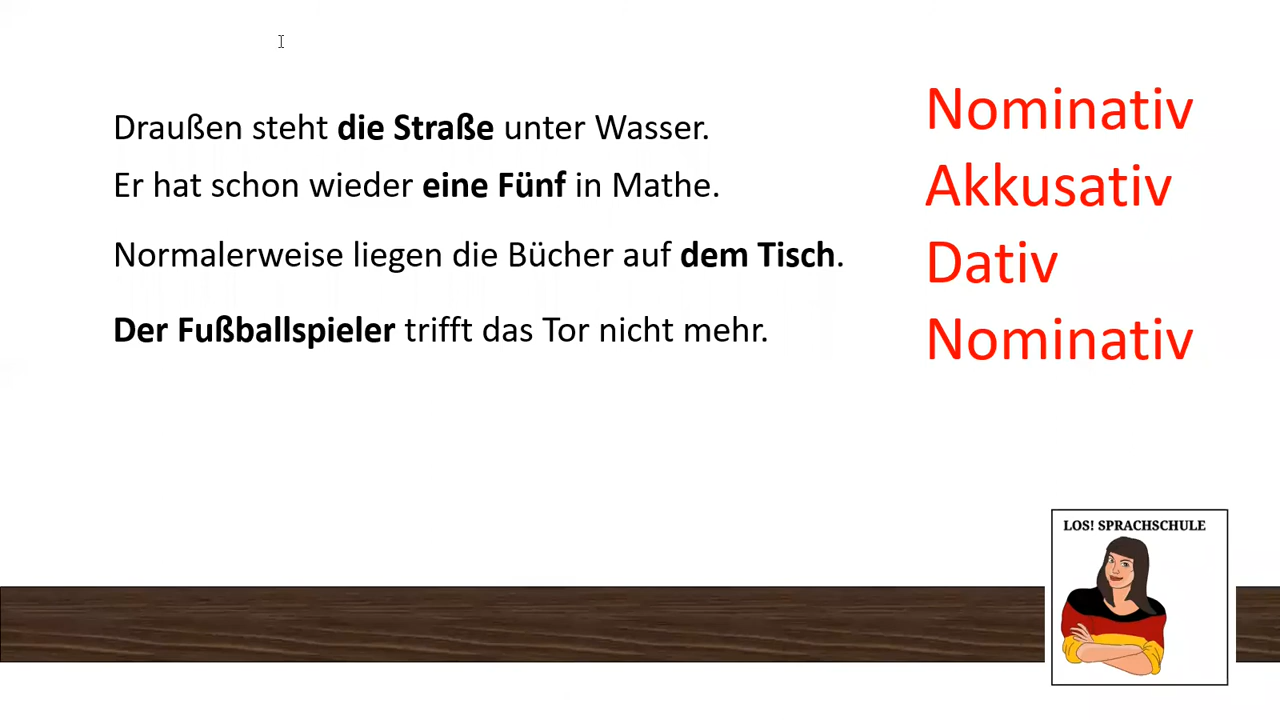 Draußen steht die Straße unter Wasser.
Nominativ
Er hat schon wieder eine Fünf in Mathe.
Akkusativ
Normalerweise liegen die Bücher auf dem Tisch.
Dativ
Der Fußballspieler trifft das Tor nicht mehr.
Nominativ
LOS! SPRACHSCHULE